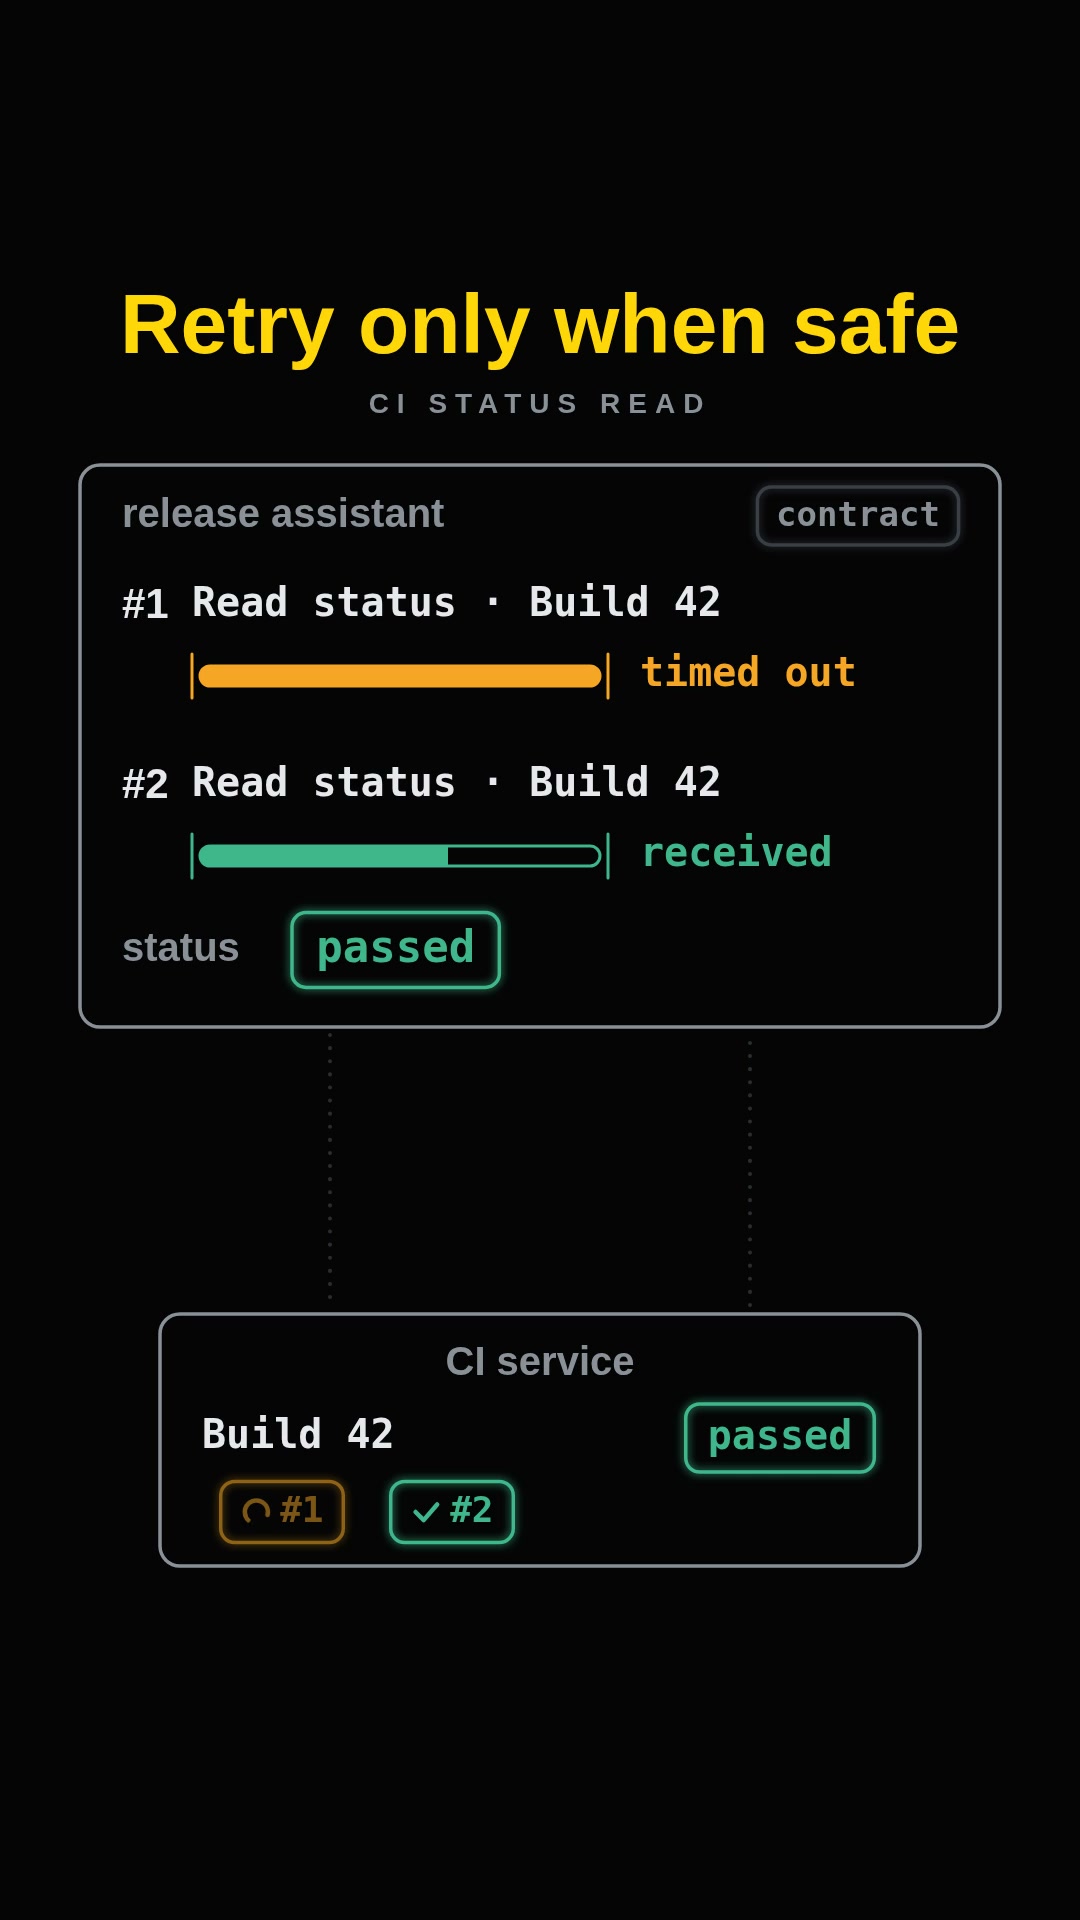 Retry only when safe
CI STATUS READ
release assistant
contract
#1 Read status · Build 42
timed out
#2 Read status · Build 42
received
status passed
CI service
Build 42
passed
#1 #2